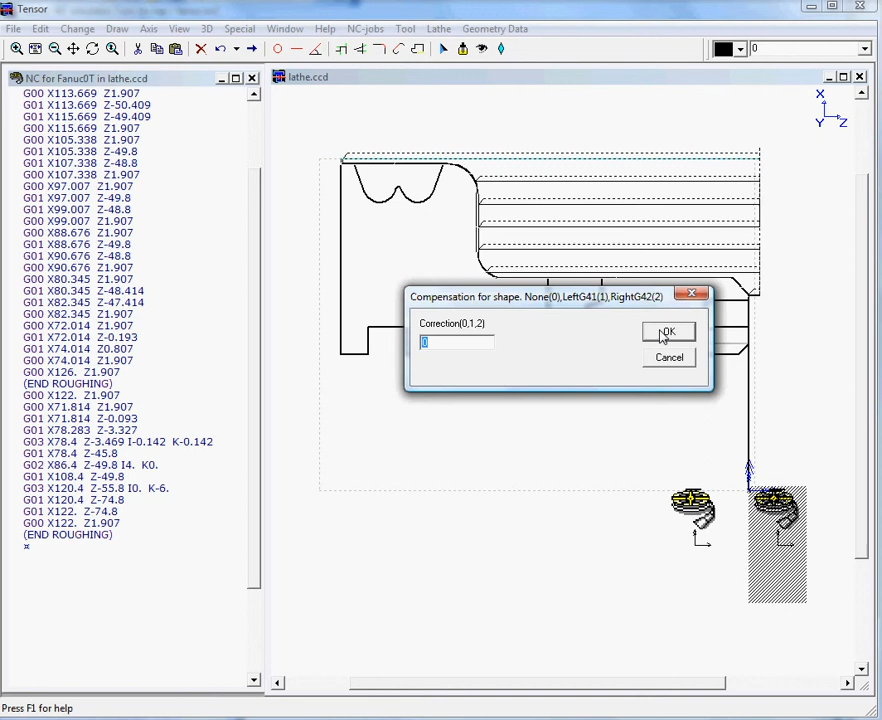 Tensor
File Edit Change Draw Axis View 3D Special Window NC-jobs Tool Lathe Geometry Data
0
NC for Fanuc0T in lathe.ccd
lathe.ccd
G00 X113.669 Z1.907
G01 X113.669 Z-50.409
G01 X115.669 Z-49.409
G00 X115.669 Z1.907
G00 X105.338 Z1.907
G01 X105.338 Z-49.8
G01 X107.338 Z-48.8
G00 X107.338 Z1.907
G00 X97.007 Z1.907
G01 X97.007 Z-49.8
G01 X99.007 Z-48.8
G00 X99.007 Z1.907
G00 X88.676 Z1.907
G01 X88.676 Z-49.8
G01 X90.676 Z-48.8
G00 X90.676 Z1.907
G00 X80.345 Z1.907
G01 X80.345 Z-48.414
G01 X82.345 Z-47.414
G00 X82.345 Z1.907
G00 X72.014 Z1.907
G01 X72.014 Z-0.193
G01 X74.014 Z0.807
G00 X74.014 Z1.907
G00 X126. Z1.907
(END ROUGHING)
G00 X122. Z1.907
G00 X71.814 Z1.907
G01 X71.814 Z-0.093
G01 X78.283 Z-3.327
G03 X78.4 Z-3.469 I-0.142 K-0.142
G01 X78.4 Z-45.8
G02 X86.4 Z-49.8 I4. K0.
G01 X108.4 Z-49.8
G03 X120.4 Z-55.8 I0. K-6.
G01 X120.4 Z-74.8
G01 X122. Z-74.8
G00 X122. Z1.907
(END ROUGHING)
X
Y Z
Compensation for shape. None(0),LeftG41(1),RightG42(2)
Correction(0,1,2)
0
OK
Cancel
Press F1 for help